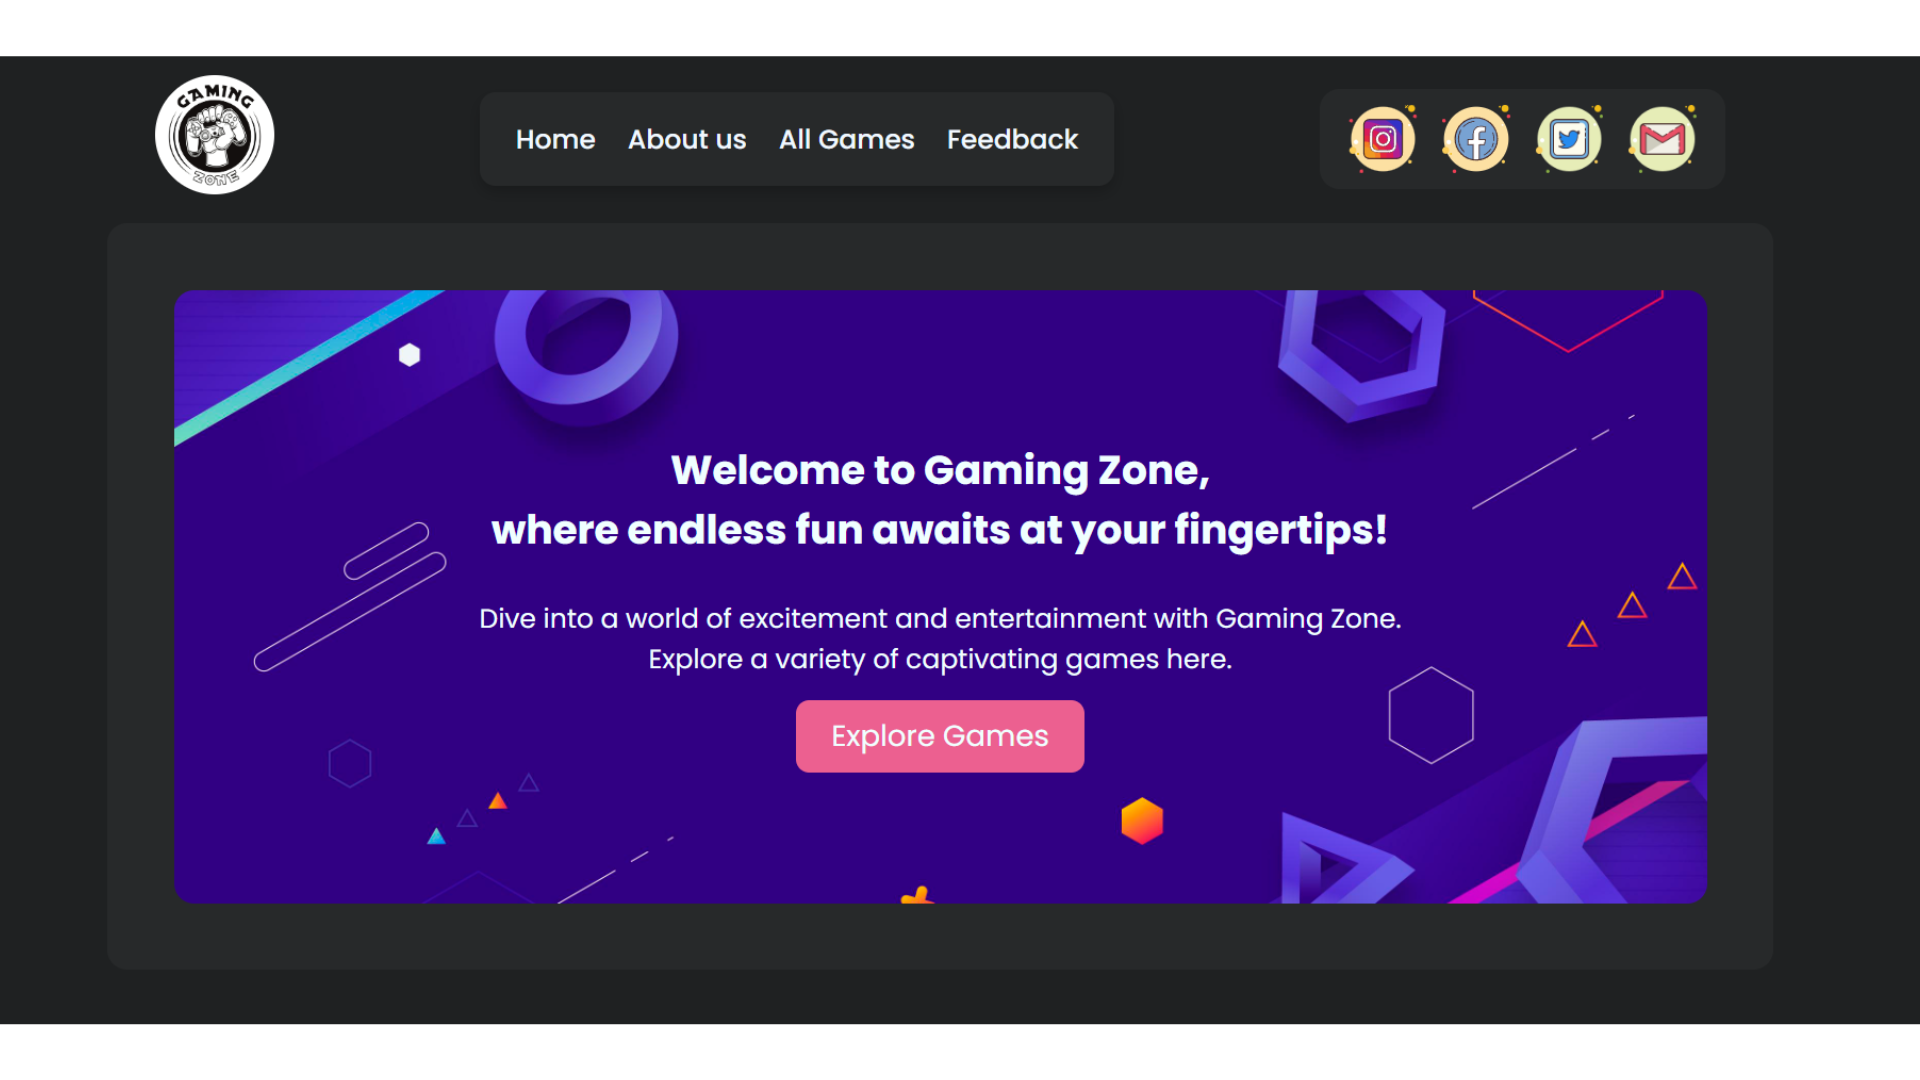 GAMING
ZONE
Home About us All Games Feedback
Welcome to Gaming Zone,
where endless fun awaits at your fingertips!
Dive into a world of excitement and entertainment with Gaming Zone.
Explore a variety of captivating games here.
Explore Games